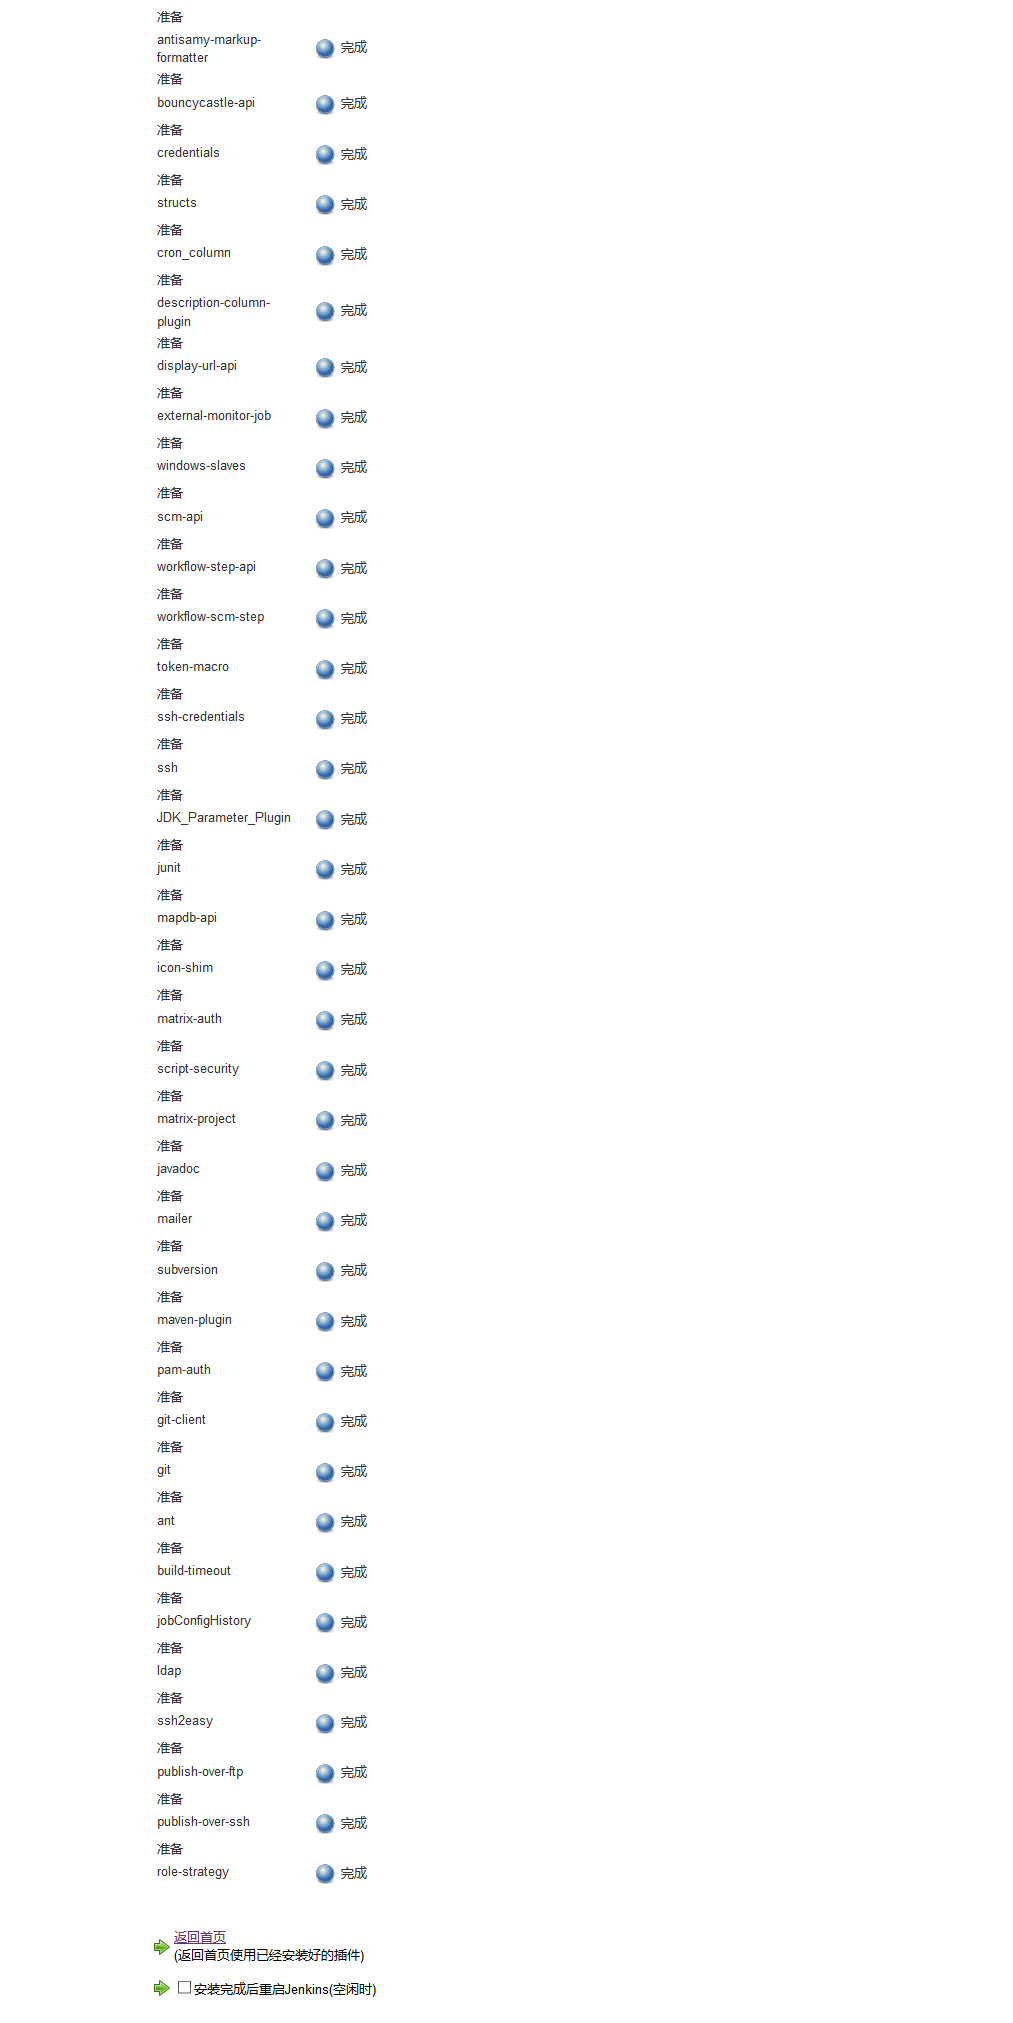 准备
antisamy-markup-
formatter
完成
准备
bouncycastle-api 完成
准备
credentials 完成
准备
structs 完成
准备
cron_column 完成
准备
description-column-
plugin
完成
准备
display-url-api 完成
准备
external-monitor-job 完成
准备
windows-slaves 完成
准备
scm-api 完成
准备
workflow-step-api 完成
准备
workflow-scm-step 完成
准备
token-macro 完成
准备
ssh-credentials 完成
准备
ssh 完成
准备
JDK_Parameter_Plugin 完成
准备
junit 完成
准备
mapdb-api 完成
准备
icon-shim 完成
准备
matrix-auth 完成
准备
script-security 完成
准备
matrix-project 完成
准备
javadoc 完成
准备
mailer 完成
准备
subversion 完成
准备
maven-plugin 完成
准备
pam-auth 完成
准备
git-client 完成
准备
git 完成
准备
ant 完成
准备
build-timeout 完成
准备
jobConfigHistory 完成
准备
ldap 完成
准备
ssh2easy 完成
准备
publish-over-ftp 完成
准备
publish-over-ssh 完成
准备
role-strategy 完成
返回首页
(返回首页使用已经安装好的插件)
安装完成后重启Jenkins(空闲时)